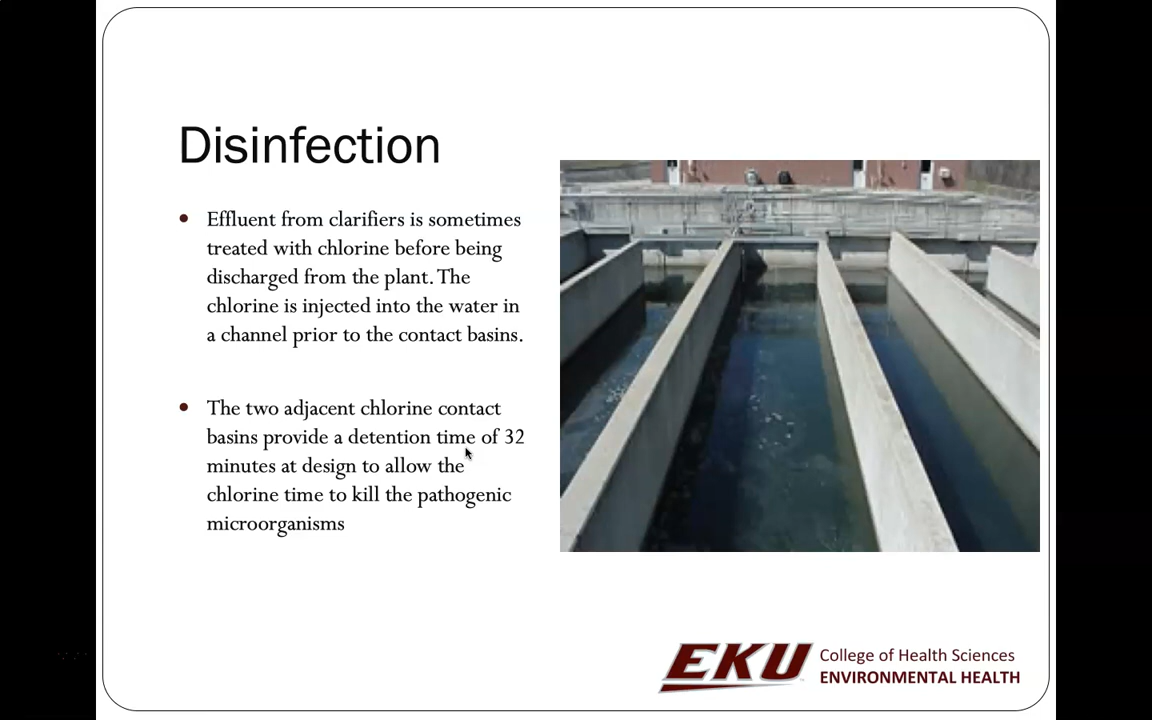 Disinfection
Effluent from clarifiers is sometimes
treated with chlorine before being
discharged from the plant. The
chlorine is injected into the water in
a channel prior to the contact basins.
The two adjacent chlorine contact
basins provide a detention time of 32
minutes at design to allow the
chlorine time to kill the pathogenic
microorganisms
EKU
College of Health Sciences
ENVIRONMENTAL HEALTH